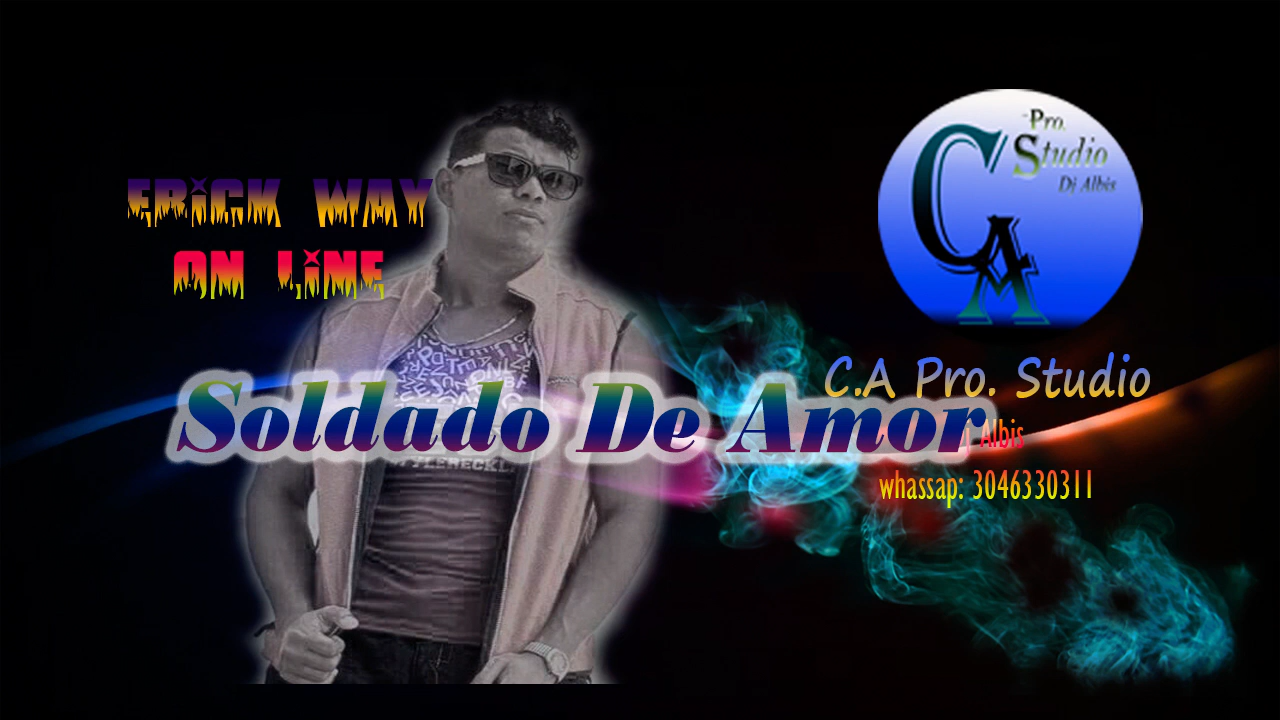 ERiCK WAY
ON LiNE
Pro.
Studio
Dj Albis
CA
C.A Pro. Studio
Soldado De Amor
Albis
whassap: 3046330311